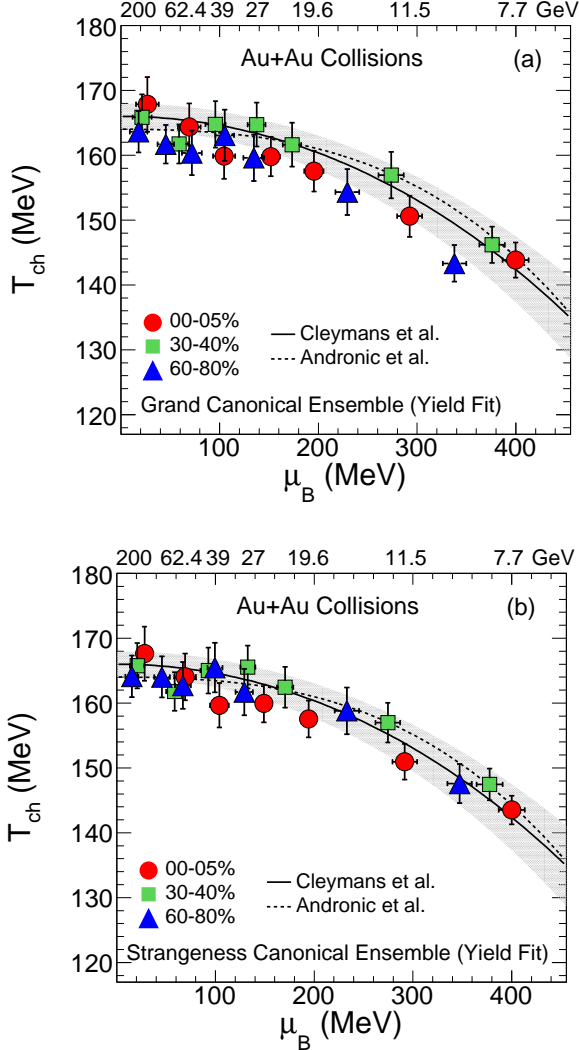 200 62.4 39 27 19.6 11.5 7.7 GeV
180
Au+Au Collisions (a)
170
160
150
140
130
120
T_ch (MeV)
00-05%
30-40%
60-80%
Cleymans et al.
Andronic et al.
Grand Canonical Ensemble (Yield Fit)
100 200 300 400
μ_B (MeV)
200 62.4 39 27 19.6 11.5 7.7 GeV
180
Au+Au Collisions (b)
170
160
150
140
130
120
T_ch (MeV)
00-05%
30-40%
60-80%
Cleymans et al.
Andronic et al.
Strangeness Canonical Ensemble (Yield Fit)
100 200 300 400
μ_B (MeV)